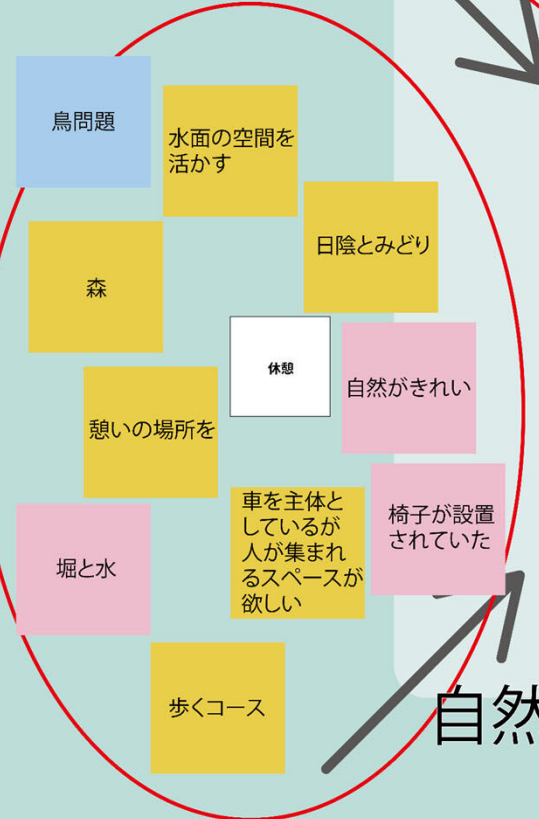 鳥問題
水面の空間を
活かす
日陰とみどり
森
休憩
自然がきれい
憩いの場所を
車を主体と
しているが
人が集まれ
るスペースが
欲しい
椅子が設置
されていた
堀と水
歩くコース
自然